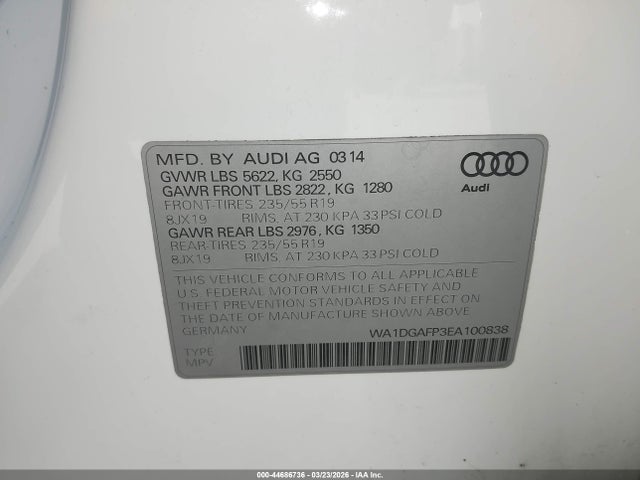 MFD. BY AUDI AG 0314
GVWR LBS 5622, KG 2550
GAWR FRONT LBS 2822, KG 1280
FRONT-TIRES 235/55 R19
8JX19 RIMS, AT 230 KPA 33 PSI COLD
GAWR REAR LBS 2976, KG 1350
REAR-TIRES 235/55 R19
8JX19 RIMS, AT 230 KPA 33 PSI COLD
Audi
THIS VEHICLE CONFORMS TO ALL APPLICABLE
U.S. FEDERAL MOTOR VEHICLE SAFETY AND
THEFT PREVENTION STANDARDS IN EFFECT ON
THE DATE OF MANUFACTURE SHOWN ABOVE.
GERMANY
WA1DGAFP3EA100838
TYPE
MPV
000-44686736 - 03/23/2026 - IAAI.COM